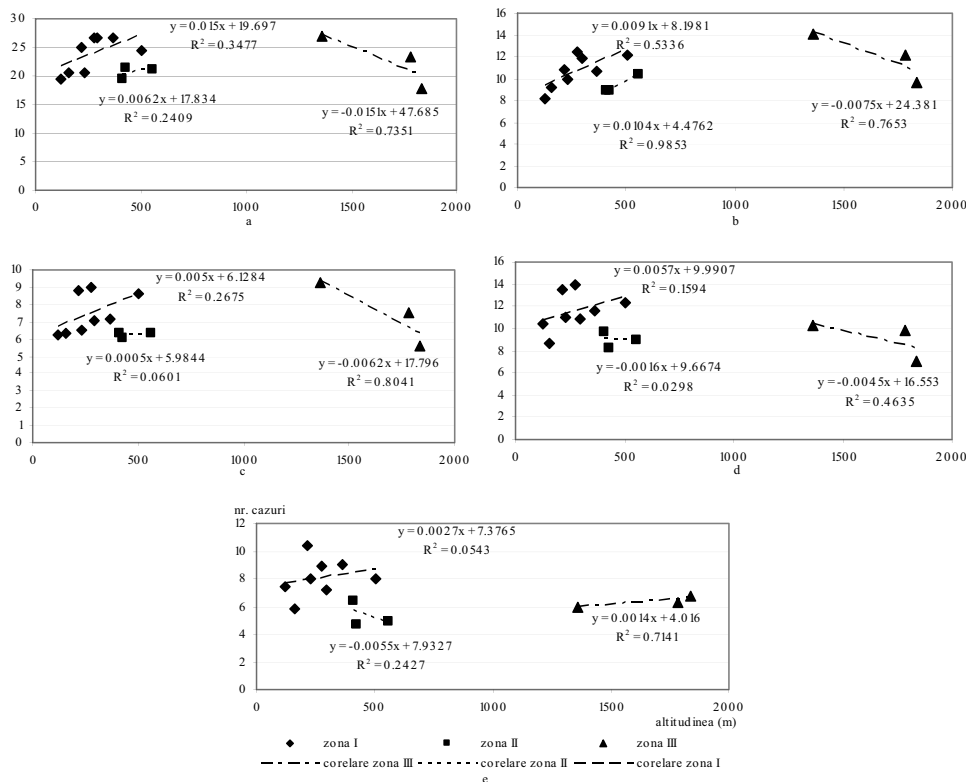 a
30
25
20
15
10
5
0
0 500 1000 1500 2000
y = 0.015x + 19.697
R² = 0.3477
y = 0.0062x + 17.834
R² = 0.2409
y = -0.0151x + 47.685
R² = 0.7351
a
b
16
14
12
10
8
6
4
2
0
0 500 1000 1500 2000
y = 0.0091x + 8.1981
R² = 0.5336
y = 0.0104x + 4.4762
R² = 0.9853
y = -0.0075x + 24.381
R² = 0.7653
b
c
10
9
8
7
6
5
4
3
2
1
0
0 500 1000 1500 2000
y = 0.005x + 6.1284
R² = 0.2675
y = 0.0005x + 5.9844
R² = 0.0601
y = -0.0062x + 17.796
R² = 0.8041
c
d
16
14
12
10
8
6
4
2
0
0 500 1000 1500 2000
y = 0.0057x + 9.9907
R² = 0.1594
y = -0.0016x + 9.6674
R² = 0.0298
y = -0.0045x + 16.553
R² = 0.4635
d
nr. cazuri
12
10
8
6
4
2
0
0 500 1000 1500 2000
altitudinea (m)
y = 0.0027x + 7.3765
R² = 0.0543
y = -0.0055x + 7.9327
R² = 0.2427
y = 0.0014x + 4.016
R² = 0.7141
zona I zona II zona III
corelare zona III corelare zona II corelare zona I
e